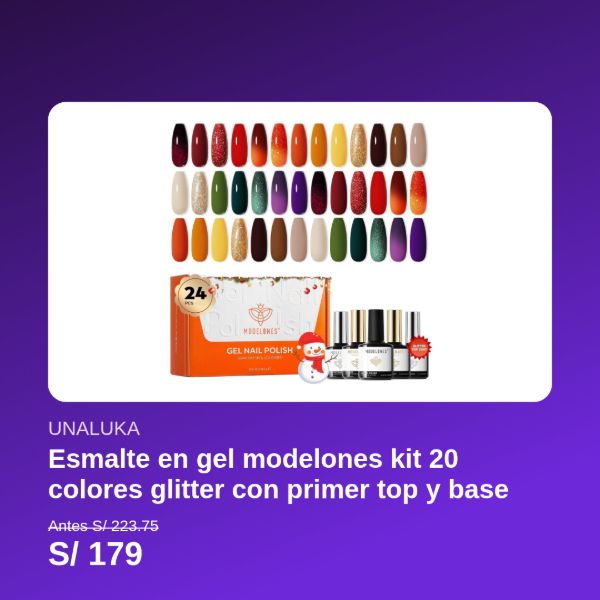 24
PCS
MODELONES
GEL NAIL POLISH
MODELONES
UNALUKA
Esmalte en gel modelones kit 20
colores glitter con primer top y base
Antes S/ 223.75
S/ 179